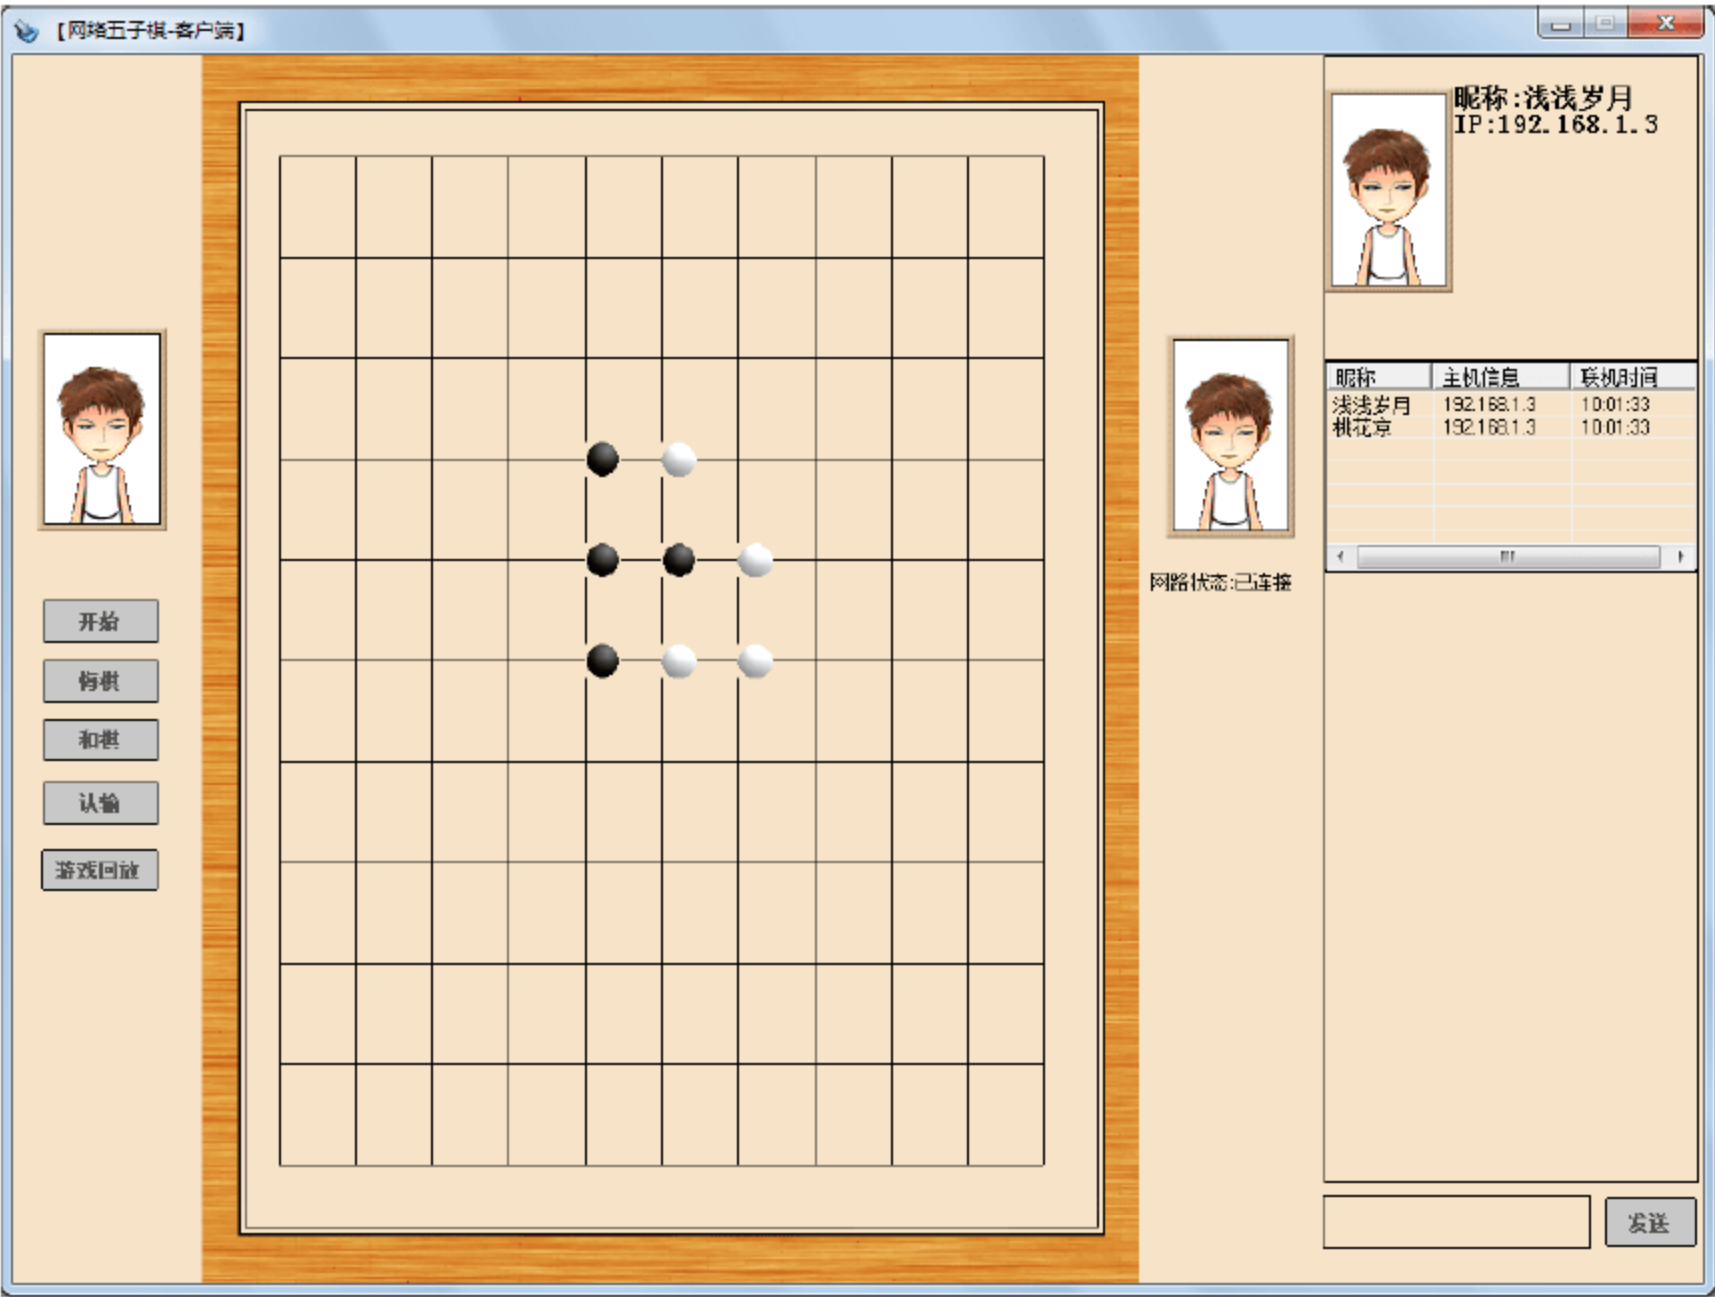 【网络五子棋-客户端】
昵称:浅浅岁月
IP:192.168.1.3
昵称 主机信息 联机时间
浅浅岁月 192.168.1.3 10:01:33
桃花京 192.168.1.3 10:01:33
网路状态:已连接
开始
悔棋
和棋
认输
游戏回放
发送